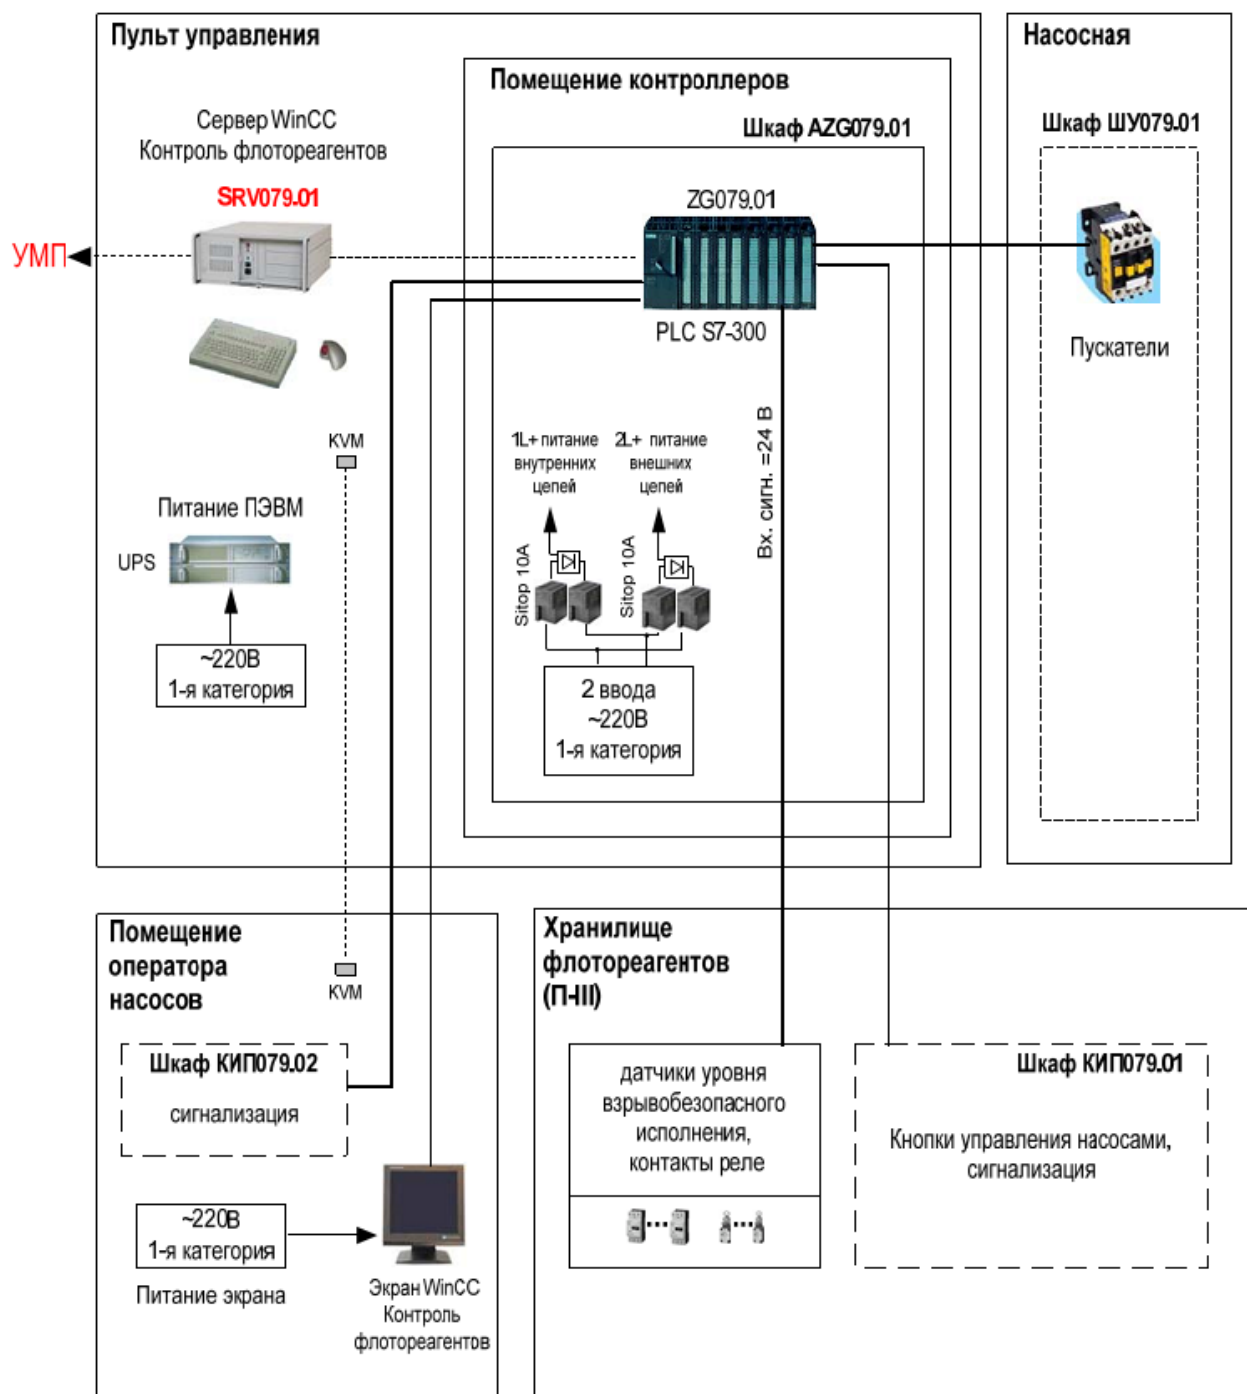 Пульт управления
Насосная
Помещение контроллеров
Сервер WinCC
Контроль флотореагентов
SRV079.01
Шкаф AZG079.01
Шкаф ШУ079.01
ZG079.01
УМП
PLC S7-300
Пускатели
KVM
1L+ питание
внутренних
цепей
2L+ питание
внешних
цепей
Вх. сигн. =24 В
Питание ПЭВМ
UPS
Sitop 10A
Sitop 10A
~220В
1-я категория
2 ввода
~220В
1-я категория
Помещение
оператора
насосов
KVM
Хранилище
флотореагентов
(П-III)
Шкаф КИП079.02
сигнализация
датчики уровня
взрывобезопасного
исполнения,
контакты реле
Шкаф КИП079.01
Кнопки управления насосами,
сигнализация
~220В
1-я категория
Питание экрана
Экран WinCC
Контроль
флотореагентов